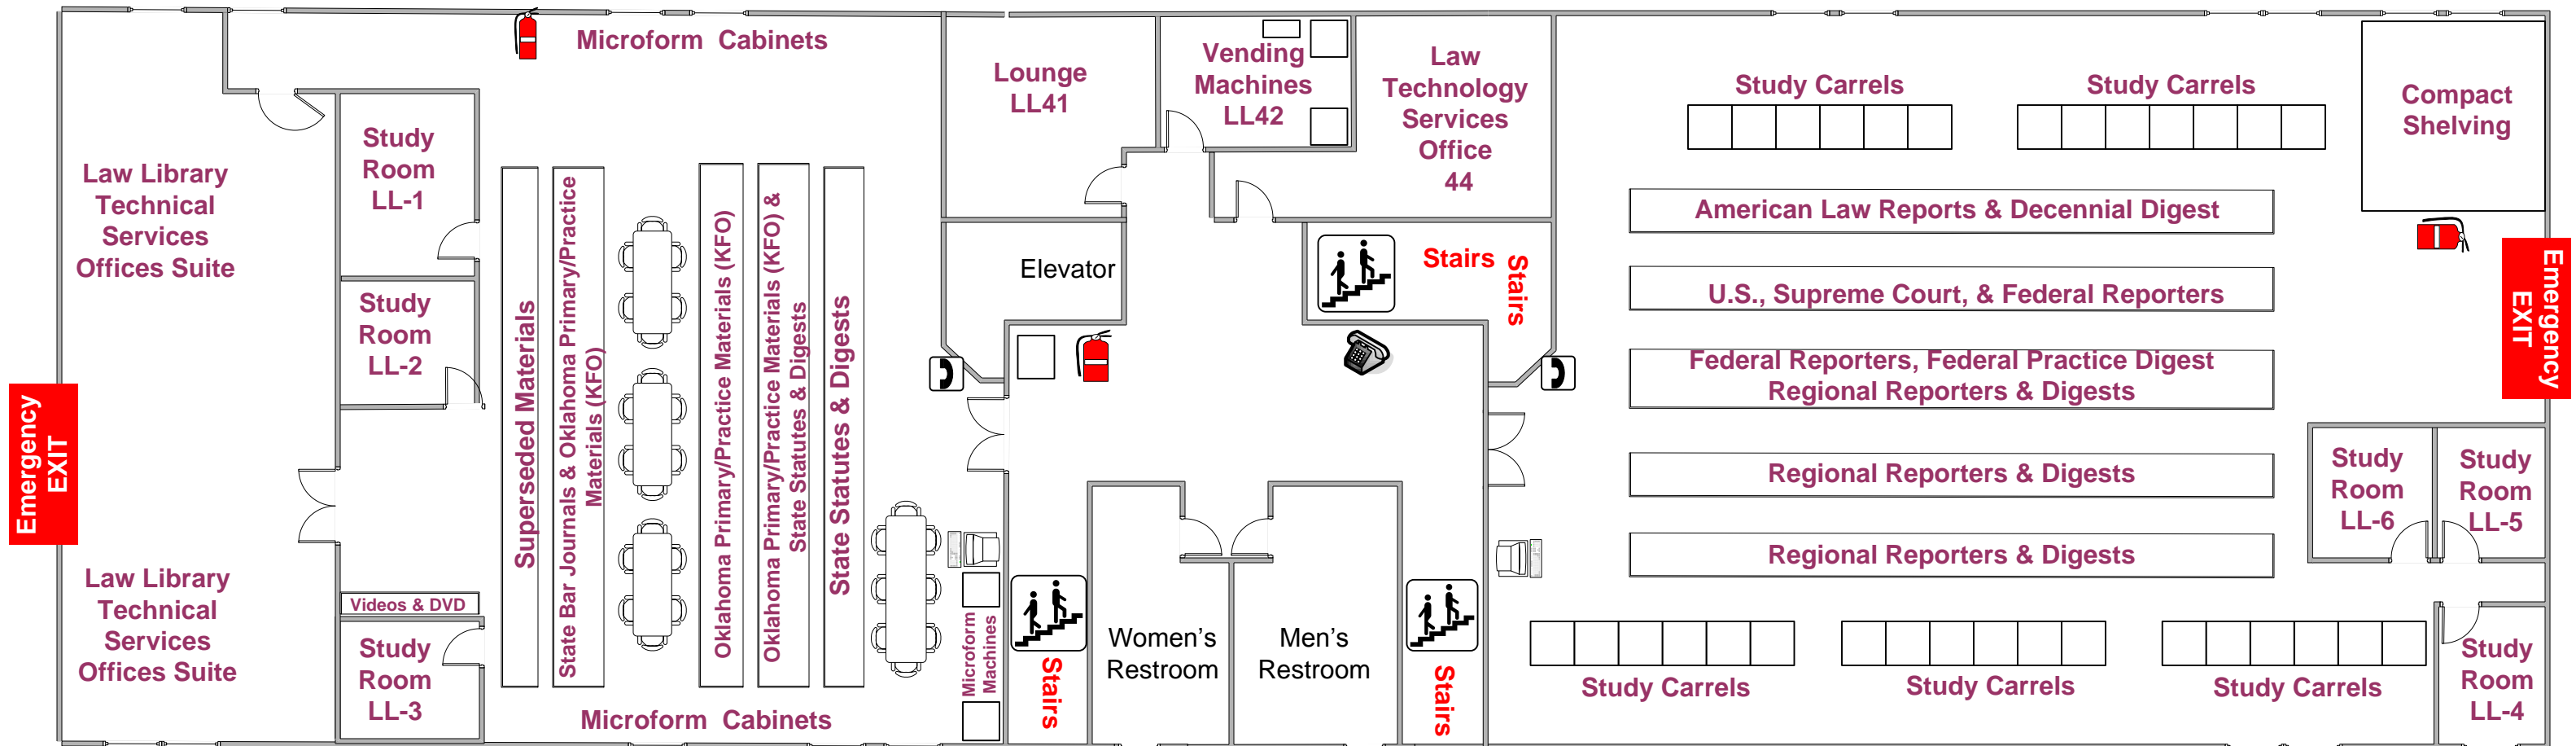 Microform  Cabinets
Lounge
LL41
Vending
Machines
LL42
Law
Technology
Services
Office
44
Study Carrels
Study Carrels
Compact
Shelving
Study
Room
LL-1
Law Library
Technical
Services
Offices Suite
Study
Room
LL-2
Superseded Materials
State Bar Journals & Oklahoma Primary/Practice
Materials (KFO)
Oklahoma Primary/Practice Materials (KFO)
Oklahoma Primary/Practice Materials (KFO) &
State Statutes & Digests
State Statutes & Digests
Elevator
Stairs
Stairs
American Law Reports & Decennial Digest
U.S., Supreme Court, & Federal Reporters
Federal Reporters, Federal Practice Digest
Regional Reporters & Digests
Regional Reporters & Digests
Regional Reporters & Digests
Emergency
EXIT
Emergency
EXIT
Study
Room
LL-6
Study
Room
LL-5
Law Library
Technical
Services
Offices Suite
Videos & DVD
Study
Room
LL-3
Microform  Cabinets
Microform
Machines
Stairs
Women's
Restroom
Men's
Restroom
Stairs
Study Carrels
Study Carrels
Study Carrels
Study
Room
LL-4